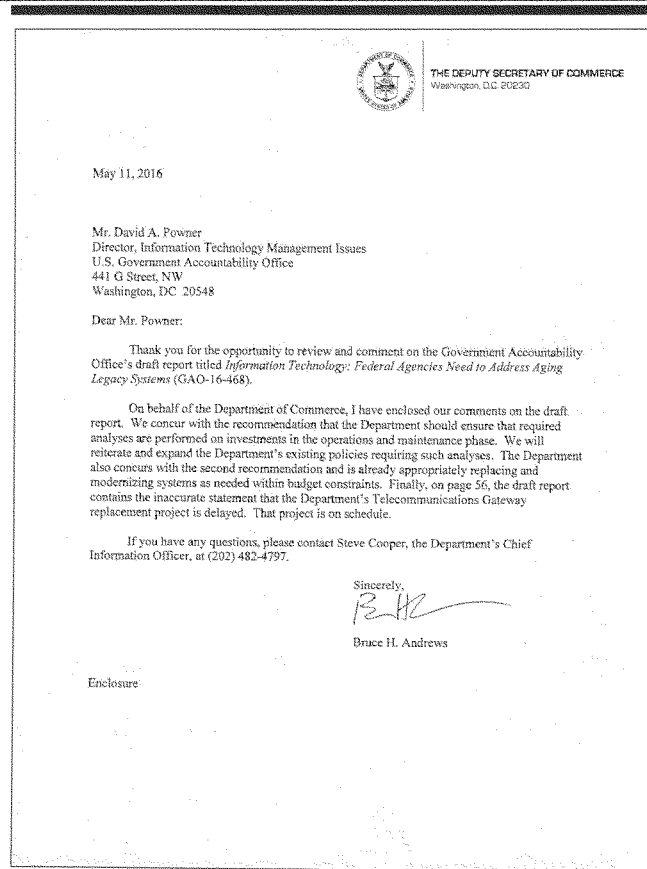 THE DEPUTY SECRETARY OF COMMERCE
Washington, D.C. 20230
May 11, 2016
Mr. David A. Powner
Director, Information Technology Management Issues
U.S. Government Accountability Office
441 G Street, NW
Washington, DC 20548
Dear Mr. Powner:
Thank you for the opportunity to review and comment on the Government Accountability
Office's draft report titled Information Technology: Federal Agencies Need to Address Aging
Legacy Systems (GAO-16-468).
On behalf of the Department of Commerce, I have enclosed our comments on the draft
report. We concur with the recommendation that the Department should ensure that required
analyses are performed on investments in the operations and maintenance phase. We will
reiterate and expand the Department's existing policies requiring such analyses. The Department
also concurs with the second recommendation and is already appropriately replacing and
modernizing systems as needed within budget constraints. Finally, on page 56, the draft report
contains the inaccurate statement that the Department's Telecommunications Gateway
replacement project is delayed. That project is on schedule.
If you have any questions, please contact Steve Cooper, the Department's Chief
Information Officer, at (202) 482-4797.
Sincerely,
Bruce H. Andrews
Enclosure